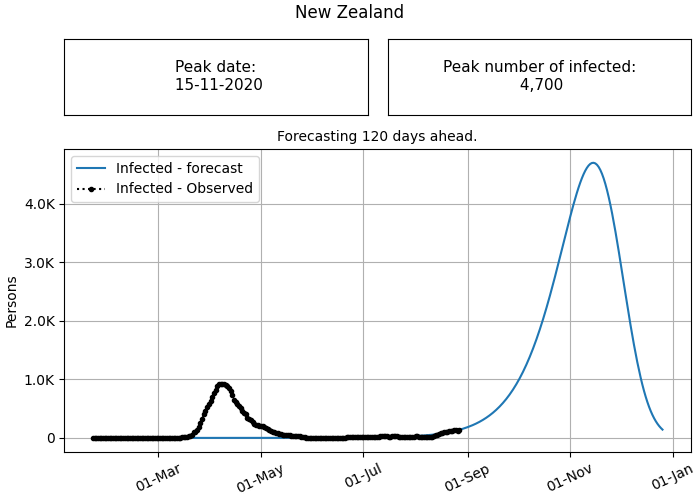 New Zealand
Peak date:
15-11-2020
Peak number of infected:
4,700
Forecasting 120 days ahead.
Infected - forecast
Infected - Observed
4.0K
3.0K
2.0K
1.0K
0
Persons
01-Mar
01-May
01-Jul
01-Sep
01-Nov
01-Jan